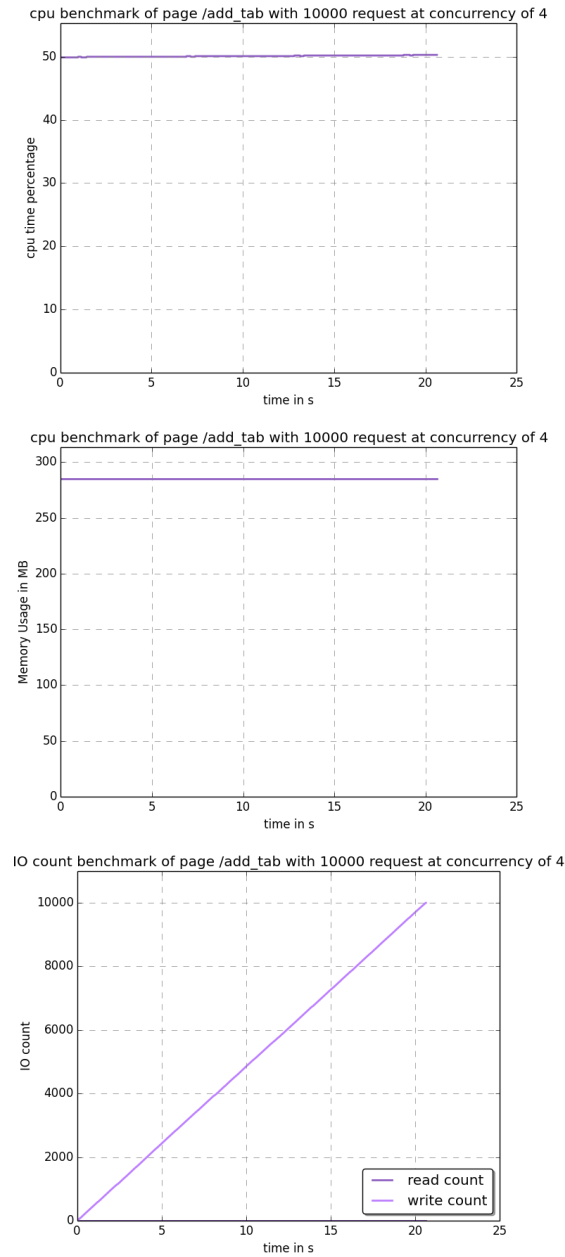 cpu benchmark of page /add_tab with 10000 request at concurrency of 4
50
40
30
20
10
0
cpu time percentage
0 5 10 15 20 25
time in s
cpu benchmark of page /add_tab with 10000 request at concurrency of 4
300
250
200
150
100
50
0
Memory Usage in MB
0 5 10 15 20 25
time in s
IO count benchmark of page /add_tab with 10000 request at concurrency of 4
10000
8000
6000
4000
2000
0
IO count
read count
write count
0 5 10 15 20 25
time in s